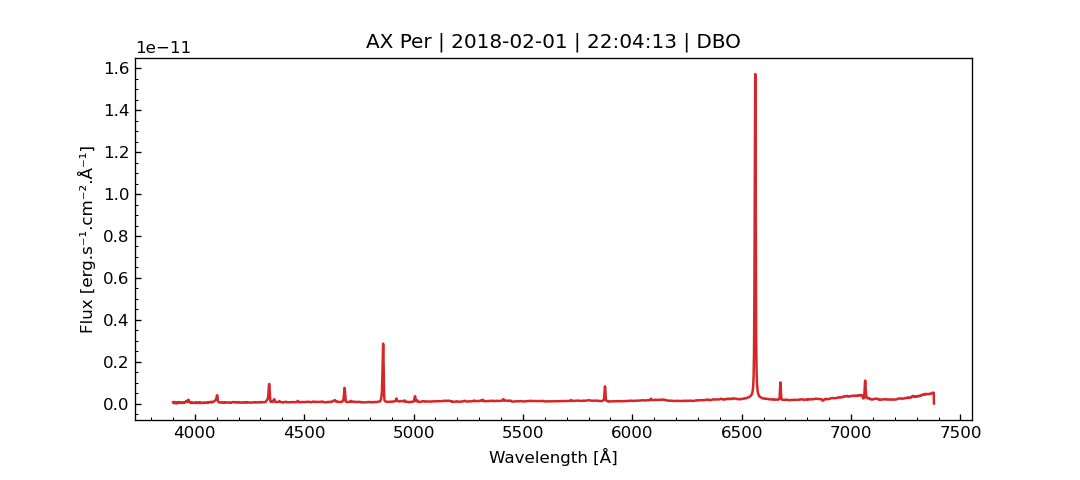 AX Per | 2018-02-01 | 22:04:13 | DBO
1e−11
1.6
1.4
1.2
1.0
0.8
0.6
0.4
0.2
0.0
Flux [erg.s⁻¹.cm⁻².Å⁻¹]
4000 4500 5000 5500 6000 6500 7000 7500
Wavelength [Å]